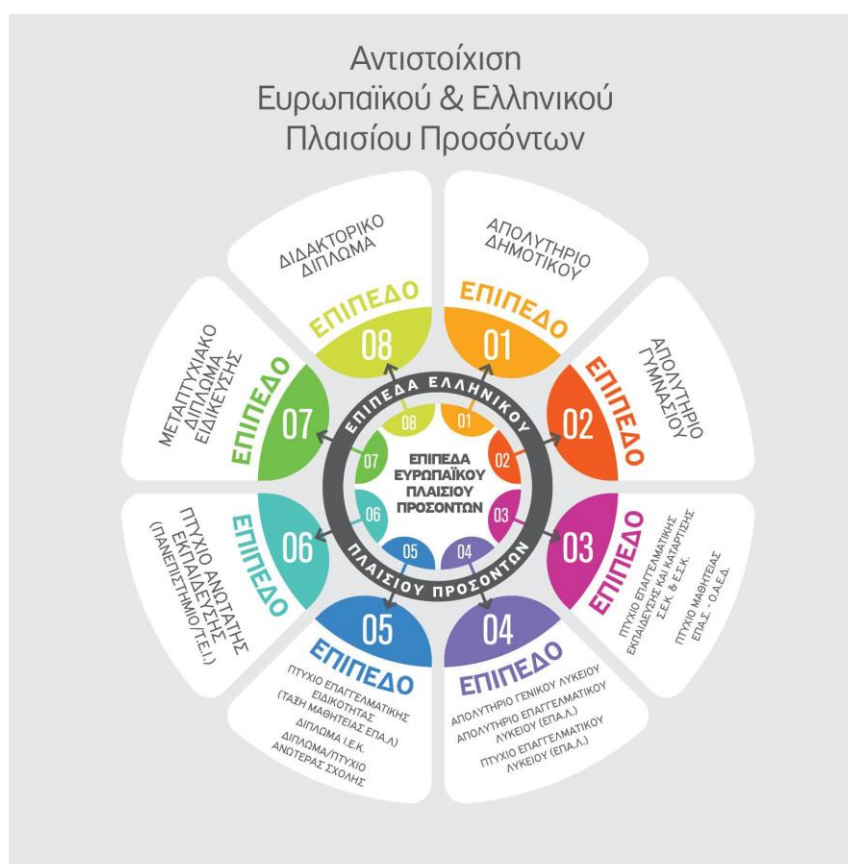 Αντιστοίχιση
Ευρωπαϊκού & Ελληνικού
Πλαισίου Προσόντων
ΑΠΟΛΥΤΗΡΙΟ
ΔΗΜΟΤΙΚΟΥ
ΕΠΙΠΕΔΟ
01
ΑΠΟΛΥΤΗΡΙΟ
ΓΥΜΝΑΣΙΟΥ
ΕΠΙΠΕΔΟ
02
ΠΤΥΧΙΟ ΕΠΑΓΓΕΛΜΑΤΙΚΗΣ
ΕΚΠΑΙΔΕΥΣΗΣ ΚΑΙ ΚΑΤΑΡΤΙΣΗΣ
Σ.Ε.Κ. & Ε.Σ.Κ.
ΠΤΥΧΙΟ ΜΑΘΗΤΕΙΑΣ
ΕΠΑ.Σ. - Ο.Α.Ε.Δ.
ΕΠΙΠΕΔΟ
03
04
ΕΠΙΠΕΔΟ
ΑΠΟΛΥΤΗΡΙΟ ΓΕΝΙΚΟΥ ΛΥΚΕΙΟΥ
ΑΠΟΛΥΤΗΡΙΟ ΕΠΑΓΓΕΛΜΑΤΙΚΟΥ
ΛΥΚΕΙΟΥ (ΕΠΑ.Λ.)
ΠΤΥΧΙΟ ΕΠΑΓΓΕΛΜΑΤΙΚΟΥ
ΛΥΚΕΙΟΥ (ΕΠΑ.Λ.)
05
ΕΠΙΠΕΔΟ
ΠΤΥΧΙΟ ΕΠΑΓΓΕΛΜΑΤΙΚΗΣ
ΕΙΔΙΚΟΤΗΤΑΣ
(ΤΑΞΗ ΜΑΘΗΤΕΙΑΣ ΕΠΑ.Λ)
ΔΙΠΛΩΜΑ Ι.Ε.Κ.
ΔΙΠΛΩΜΑ/ΠΤΥΧΙΟ
ΑΝΩΤΕΡΑΣ ΣΧΟΛΗΣ
06
ΕΠΙΠΕΔΟ
ΠΤΥΧΙΟ ΑΝΩΤΑΤΗΣ
ΕΚΠΑΙΔΕΥΣΗΣ
(ΠΑΝΕΠΙΣΤΗΜΙΟ/Τ.Ε.Ι.)
ΜΕΤΑΠΤΥΧΙΑΚΟ
ΔΙΠΛΩΜΑ
ΕΙΔΙΚΕΥΣΗΣ
ΕΠΙΠΕΔΟ
07
ΔΙΔΑΚΤΟΡΙΚΟ
ΔΙΠΛΩΜΑ
ΕΠΙΠΕΔΟ
08
ΕΠΙΠΕΔΑ ΕΛΛΗΝΙΚΟΥ
ΠΛΑΙΣΙΟΥ ΠΡΟΣΟΝΤΩΝ
01
02
03
04
05
06
07
08
ΕΠΙΠΕΔΑ
ΕΥΡΩΠΑΪΚΟΥ
ΠΛΑΙΣΙΟΥ
ΠΡΟΣΟΝΤΩΝ